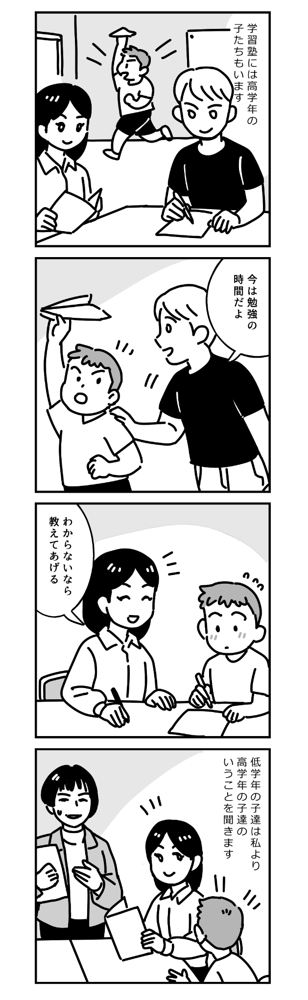 学習塾には高学年の
子たちもいます
今は勉強の
時間だよ
わからないなら
教えてあげる
低学年の子達は私より
高学年の子達の
いうことを聞きます